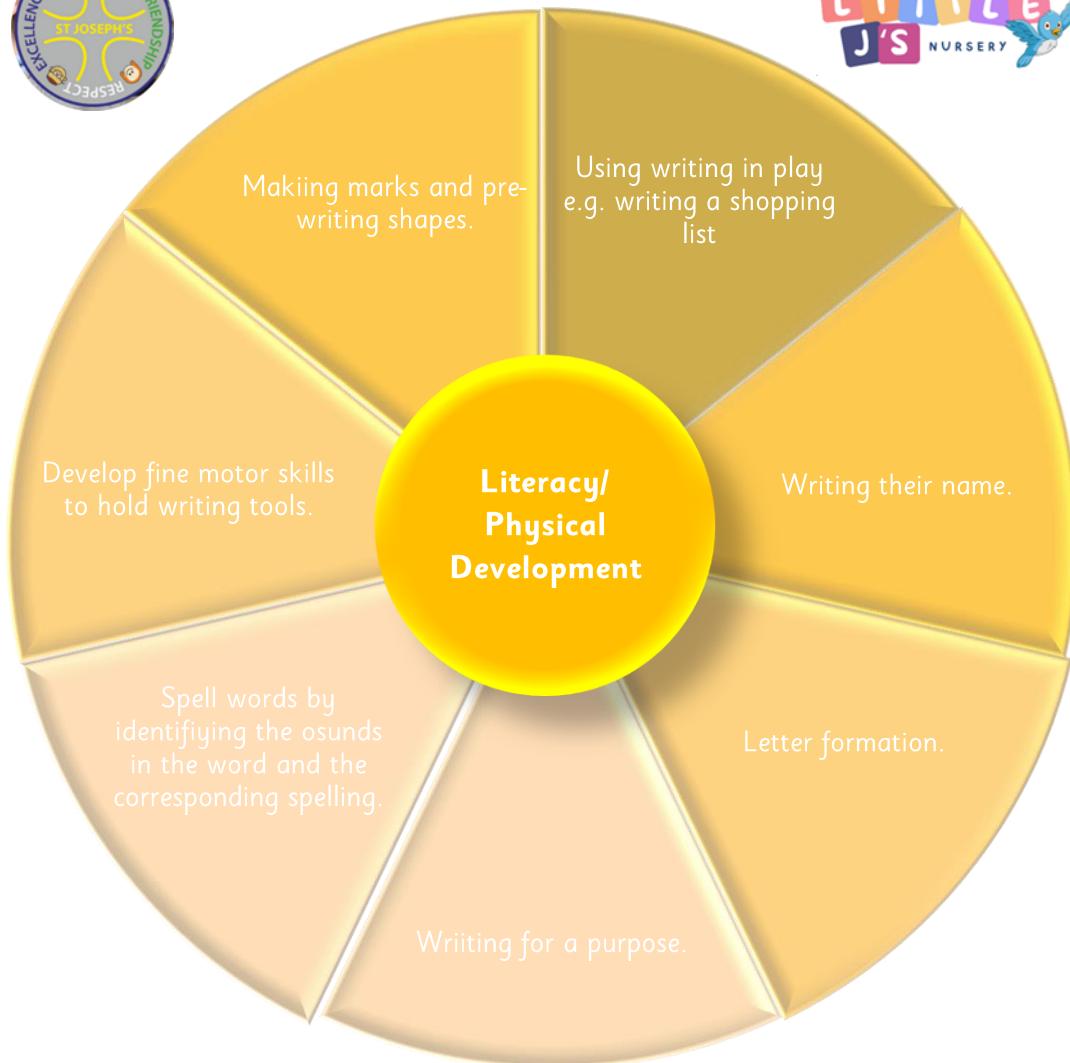 EXCELLENCE
ST JOSEPH'S
FRIENDSHIP
RESPECT
LITTLE
J'S NURSERY
Makiing marks and pre-
writing shapes.
Using writing in play
e.g. writing a shopping
list
Develop fine motor skills
to hold writing tools.
Literacy/
Physical
Development
Writing their name.
Spell words by
identifiying the osunds
in the word and the
corresponding spelling.
Letter formation.
Wriiting for a purpose.